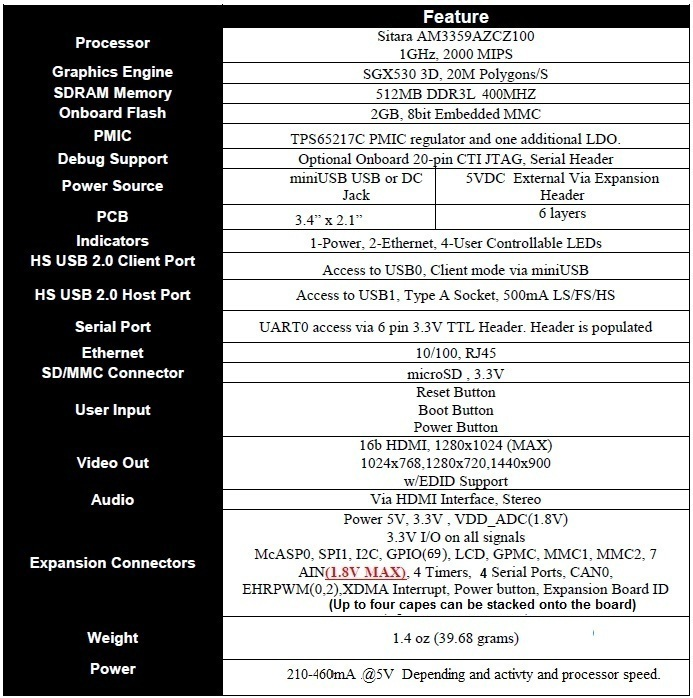 Feature
Processor
Sitara AM3359AZCZ100
1GHz, 2000 MIPS
Graphics Engine
SGX530 3D, 20M Polygons/S
SDRAM Memory
512MB DDR3L 400MHZ
Onboard Flash
2GB, 8bit Embedded MMC
PMIC
TPS65217C PMIC regulator and one additional LDO.
Debug Support
Optional Onboard 20-pin CTI JTAG, Serial Header
Power Source
miniUSB USB or DC
Jack
5VDC External Via Expansion
Header
PCB
3.4” x 2.1”
6 layers
Indicators
1-Power, 2-Ethernet, 4-User Controllable LEDs
HS USB 2.0 Client Port
Access to USB0, Client mode via miniUSB
HS USB 2.0 Host Port
Access to USB1, Type A Socket, 500mA LS/FS/HS
Serial Port
UART0 access via 6 pin 3.3V TTL Header. Header is populated
Ethernet
10/100, RJ45
SD/MMC Connector
microSD , 3.3V
User Input
Reset Button
Boot Button
Power Button
Video Out
16b HDMI, 1280x1024 (MAX)
1024x768,1280x720,1440x900
w/EDID Support
Audio
Via HDMI Interface, Stereo
Expansion Connectors
Power 5V, 3.3V , VDD_ADC(1.8V)
3.3V I/O on all signals
McASP0, SPI1, I2C, GPIO(69), LCD, GPMC, MMC1, MMC2, 7
AIN(1.8V MAX), 4 Timers, 4 Serial Ports, CAN0,
EHRPWM(0,2),XDMA Interrupt, Power button, Expansion Board ID
(Up to four capes can be stacked onto the board)
Weight
1.4 oz (39.68 grams)
Power
210-460mA @5V Depending and activty and processor speed.